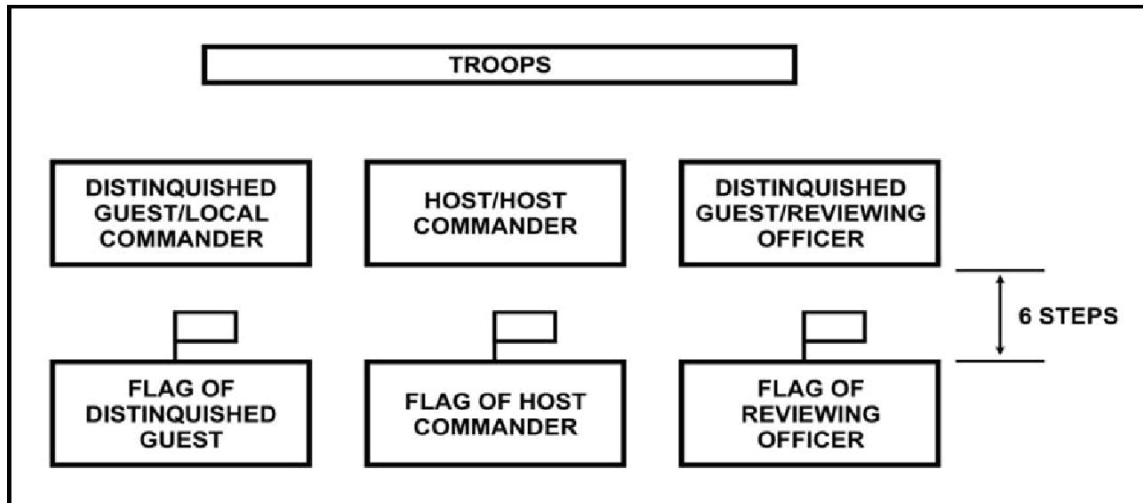 TROOPS
DISTINQUISHED
GUEST/LOCAL
COMMANDER
HOST/HOST
COMMANDER
DISTINQUISHED
GUEST/REVIEWING
OFFICER
6 STEPS
FLAG OF
DISTINQUISHED
GUEST
FLAG OF HOST
COMMANDER
FLAG OF
REVIEWING
OFFICER